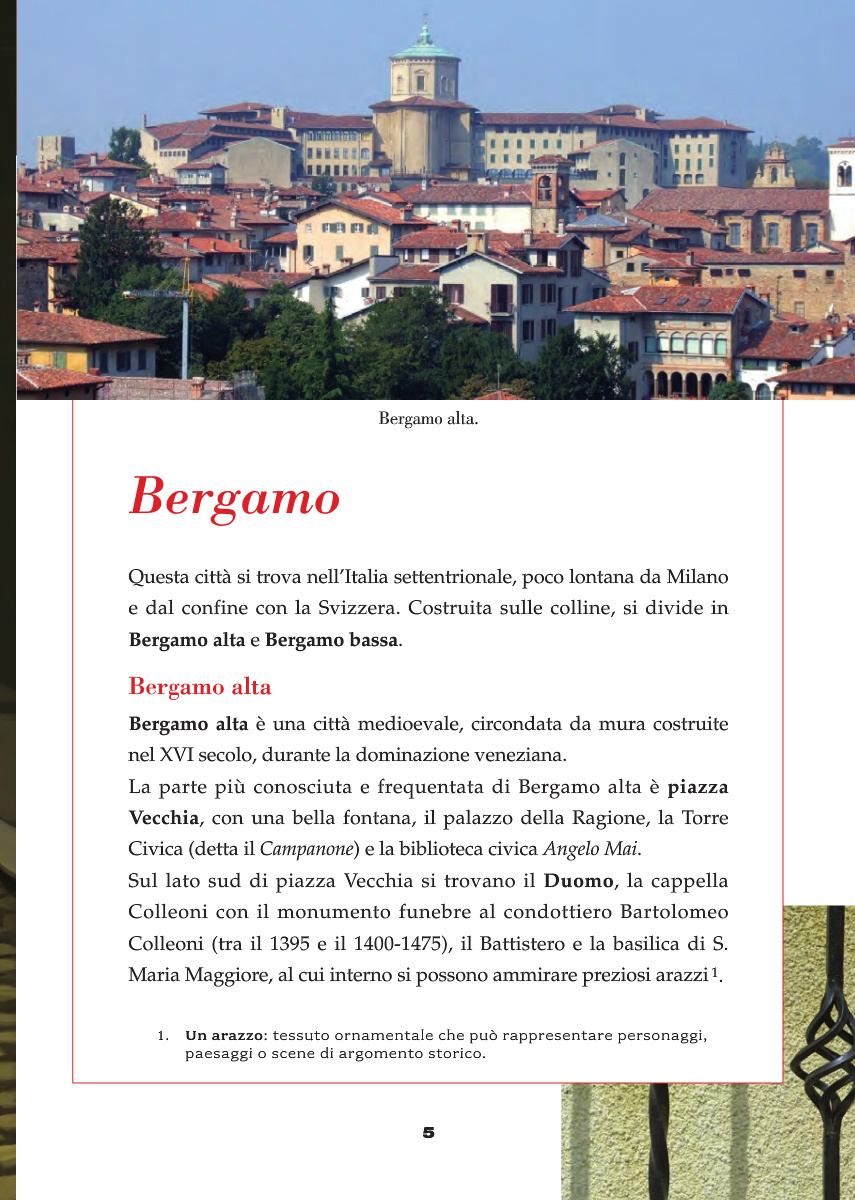 Bergamo alta.
Bergamo
Questa città si trova nell’Italia settentrionale, poco lontana da Milano
e dal confine con la Svizzera. Costruita sulle colline, si divide in
Bergamo alta e Bergamo bassa.
Bergamo alta
Bergamo alta è una città medioevale, circondata da mura costruite
nel XVI secolo, durante la dominazione veneziana.
La parte più conosciuta e frequentata di Bergamo alta è piazza
Vecchia, con una bella fontana, il palazzo della Ragione, la Torre
Civica (detta il Campanone) e la biblioteca civica Angelo Mai.
Sul lato sud di piazza Vecchia si trovano il Duomo, la cappella
Colleoni con il monumento funebre al condottiero Bartolomeo
Colleoni (tra il 1395 e il 1400-1475), il Battistero e la basilica di S.
Maria Maggiore, al cui interno si possono ammirare preziosi arazzi 1.
1. Un arazzo: tessuto ornamentale che può rappresentare personaggi,
paesaggi o scene di argomento storico.
5